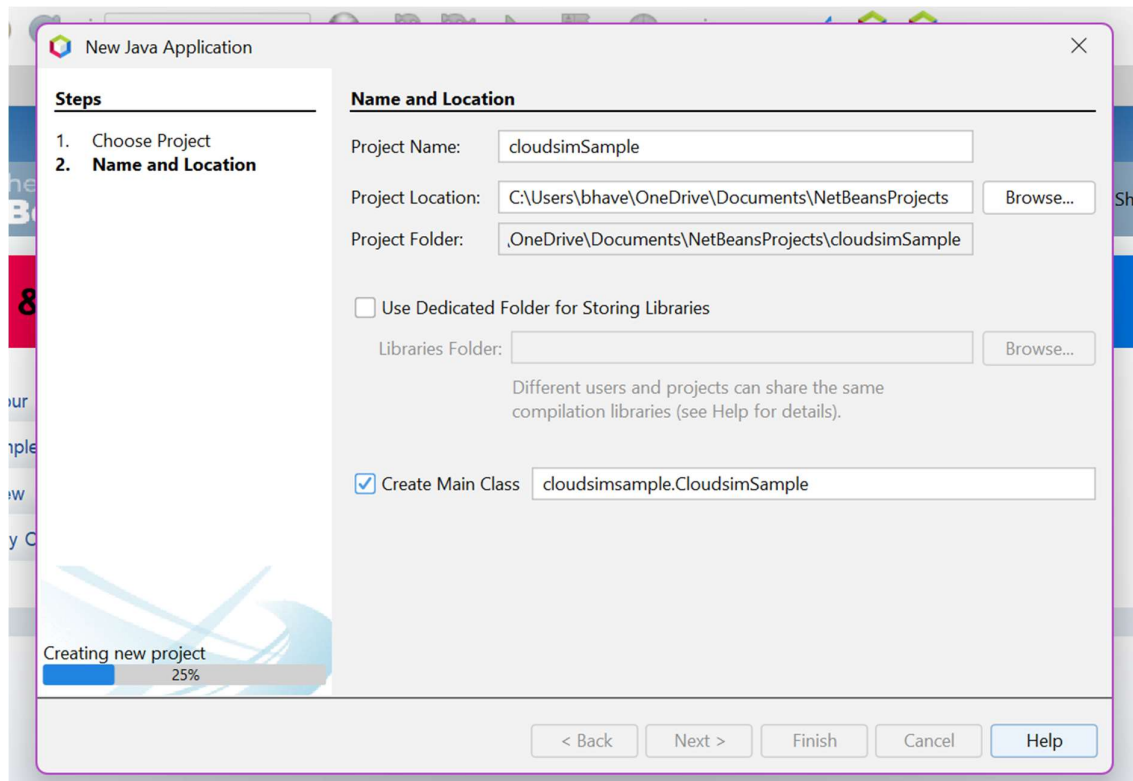 New Java Application
Steps
1. Choose Project
2. Name and Location
Name and Location
Project Name: cloudsimSample
Project Location: C:\Users\bhave\OneDrive\Documents\NetBeansProjects Browse...
Project Folder: OneDrive\Documents\NetBeansProjects\cloudsimSample
Use Dedicated Folder for Storing Libraries
Libraries Folder: Browse...
Different users and projects can share the same
compilation libraries (see Help for details).
Create Main Class cloudsimsample.CloudsimSample
Creating new project
25%
< Back Next > Finish Cancel Help